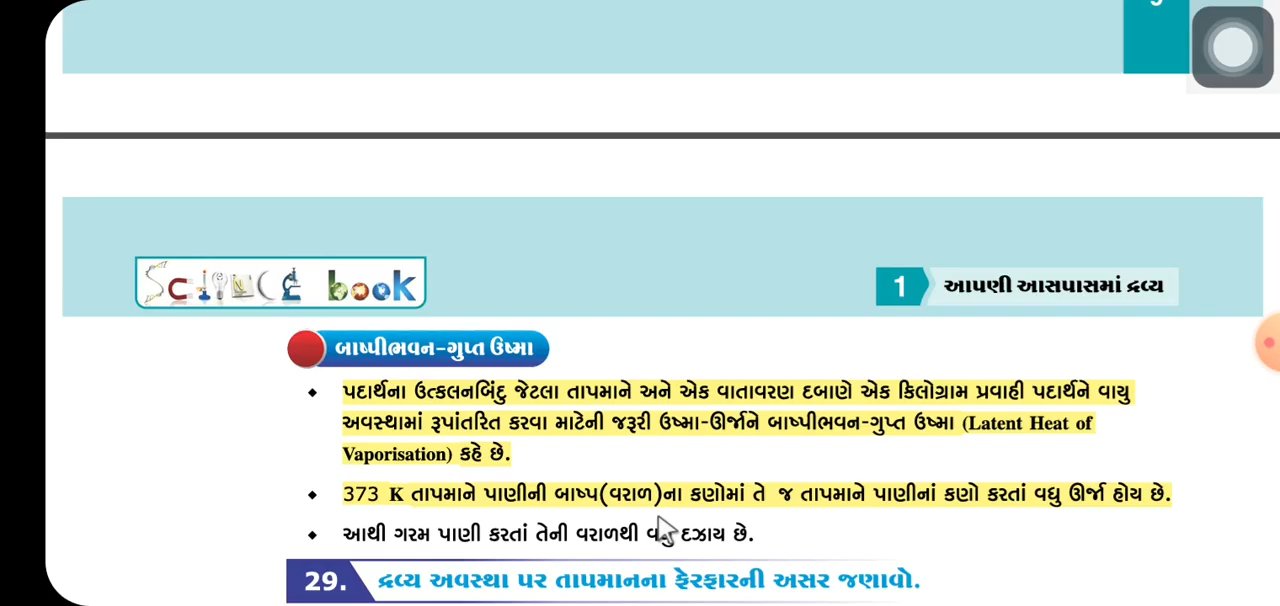 Science book
1 આપણી આસપાસમાં દ્રવ્ય
બાષ્પીભવન-ગુપ્ત ઉષ્મા
પદાર્થના ઉત્કલનબિંદુ જેટલા તાપમાને અને એક વાતાવરણ દબાણે એક કિલોગ્રામ પ્રવાહી પદાર્થને વાયુ
અવસ્થામાં રૂપાંતરિત કરવા માટેની જરૂરી ઉષ્મા-ઊર્જાને બાષ્પીભવન-ગુપ્ત ઉષ્મા (Latent Heat of
Vaporisation) કહે છે.
373 K તાપમાને પાણીની બાષ્પ(વરાળ)ના કણોમાં તે જ તાપમાને પાણીનાં કણો કરતાં વધુ ઊર્જા હોય છે.
આથી ગરમ પાણી કરતાં તેની વરાળથી વધુ દઝાય છે.
29. દ્રવ્ય અવસ્થા પર તાપમાનના ફેરફારની અસર જણાવો.